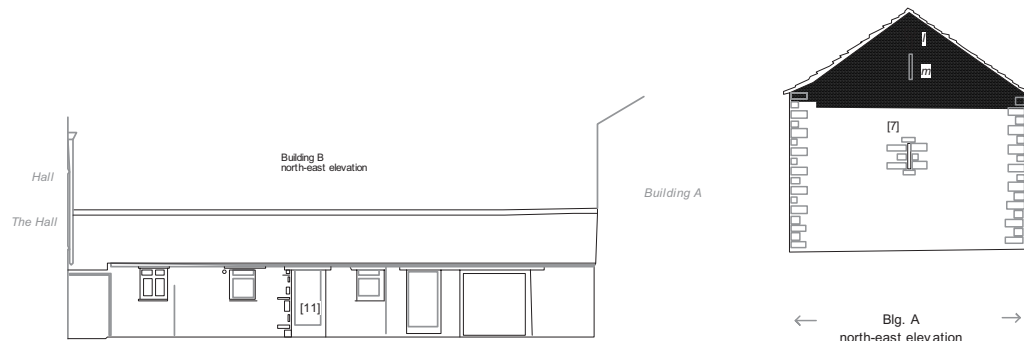 Building B
north-east elevation
Hall
The Hall
Building A
[11]
l
m
[7]
Blg. A
north-east elevation